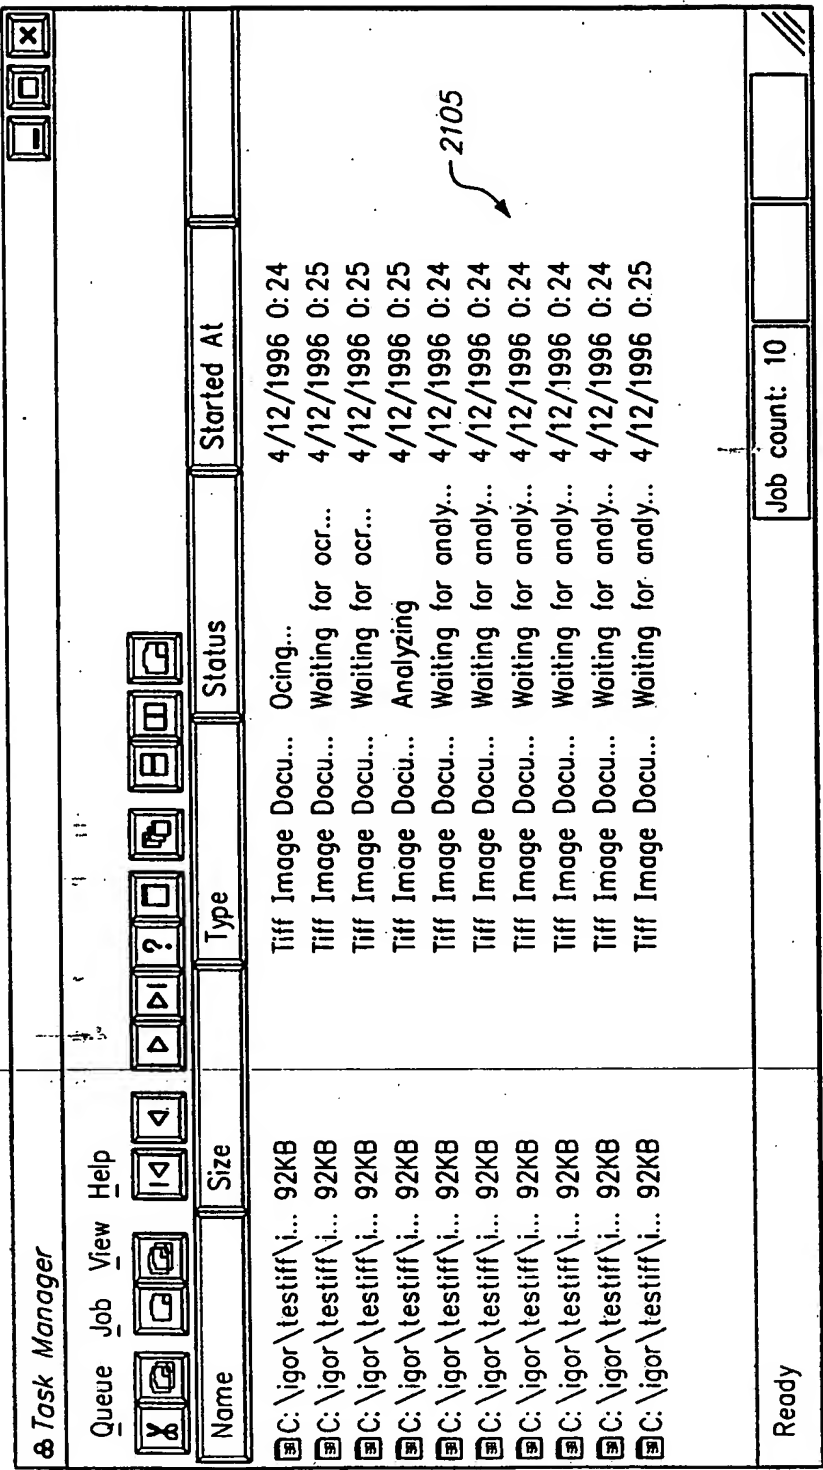 Task Manager
Queue Job View Help
?
Name Size Type Status Started At
C:\igor\testiff\i... 92KB Tiff Image Docu... Ocing... 4/12/1996 0:24
C:\igor\testiff\i... 92KB Tiff Image Docu... Waiting for ocr... 4/12/1996 0:25
C:\igor\testiff\i... 92KB Tiff Image Docu... Waiting for ocr... 4/12/1996 0:25
C:\igor\testiff\i... 92KB Tiff Image Docu... Analyzing 4/12/1996 0:25
C:\igor\testiff\i... 92KB Tiff Image Docu... Waiting for analy... 4/12/1996 0:24
C:\igor\testiff\i... 92KB Tiff Image Docu... Waiting for analy... 4/12/1996 0:24
C:\igor\testiff\i... 92KB Tiff Image Docu... Waiting for analy... 4/12/1996 0:24
C:\igor\testiff\i... 92KB Tiff Image Docu... Waiting for analy... 4/12/1996 0:24
C:\igor\testiff\i... 92KB Tiff Image Docu... Waiting for analy... 4/12/1996 0:24
C:\igor\testiff\i... 92KB Tiff Image Docu... Waiting for analy... 4/12/1996 0:25
2105
Ready Job count: 10